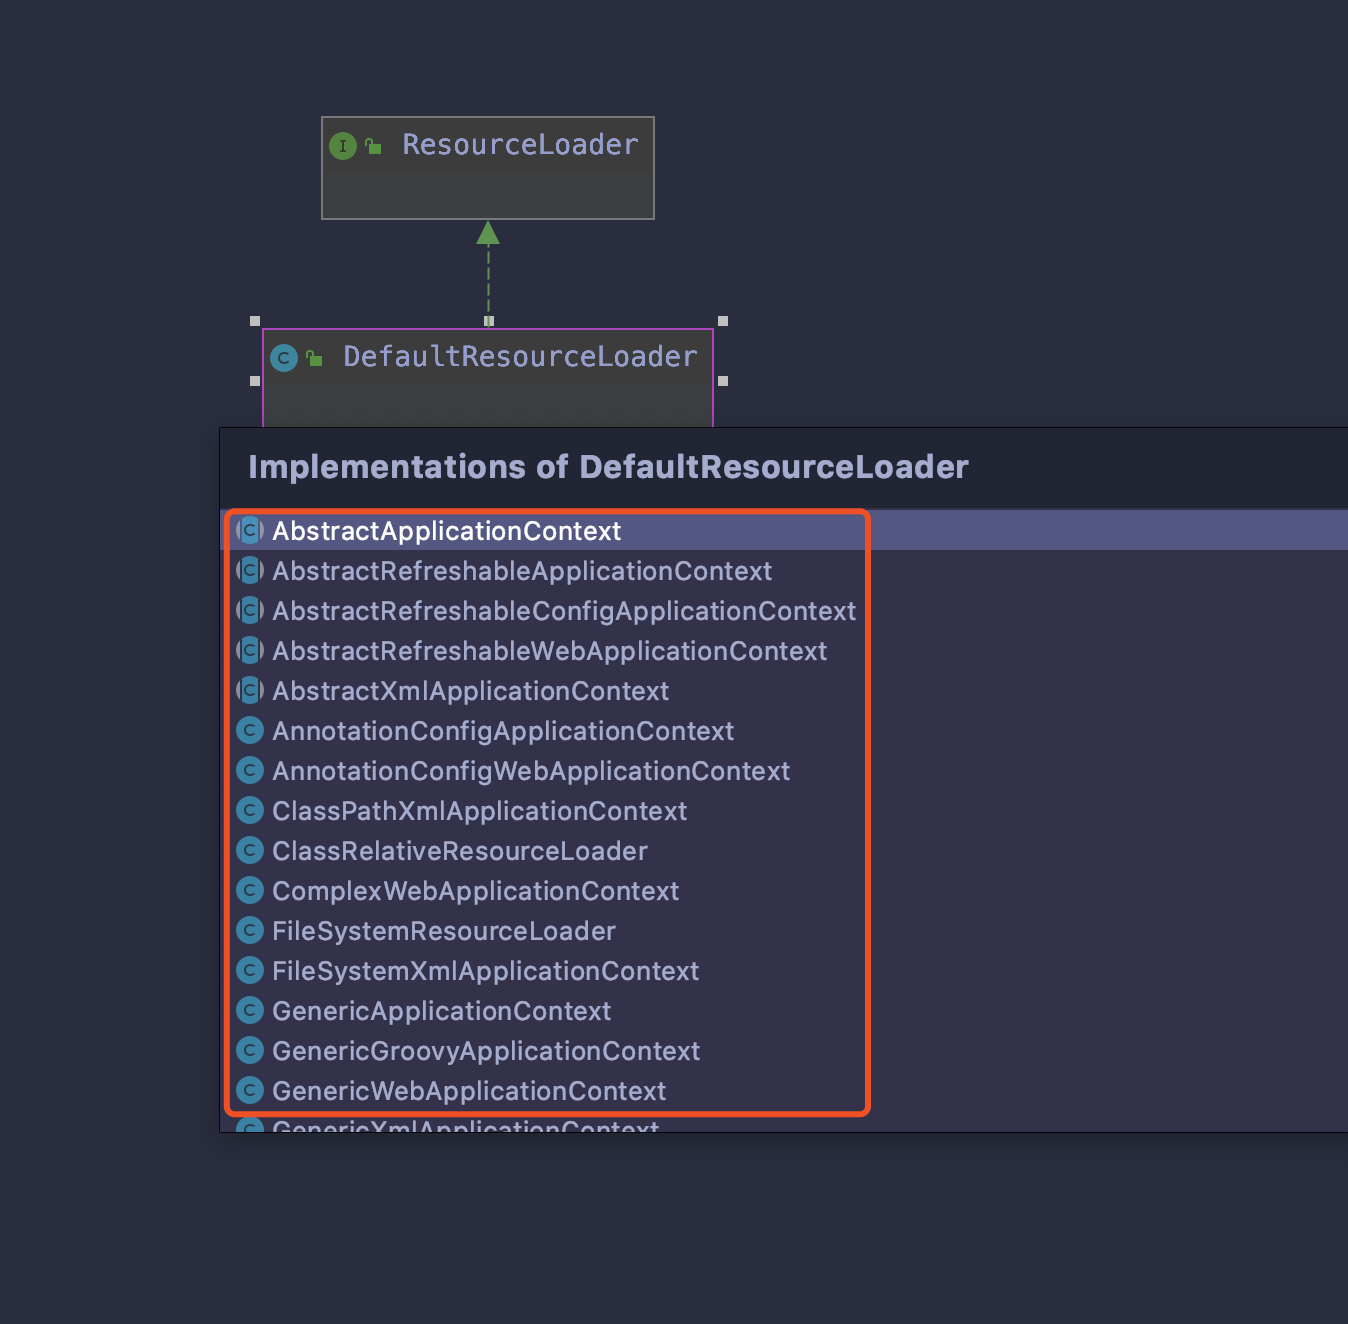 I ResourceLoader
C DefaultResourceLoader
Implementations of DefaultResourceLoader
C AbstractApplicationContext
C AbstractRefreshableApplicationContext
C AbstractRefreshableConfigApplicationContext
C AbstractRefreshableWebApplicationContext
C AbstractXmlApplicationContext
C AnnotationConfigApplicationContext
C AnnotationConfigWebApplicationContext
C ClassPathXmlApplicationContext
C ClassRelativeResourceLoader
C ComplexWebApplicationContext
C FileSystemResourceLoader
C FileSystemXmlApplicationContext
C GenericApplicationContext
C GenericGroovyApplicationContext
C GenericWebApplicationContext
C GenericXmlApplicationContext